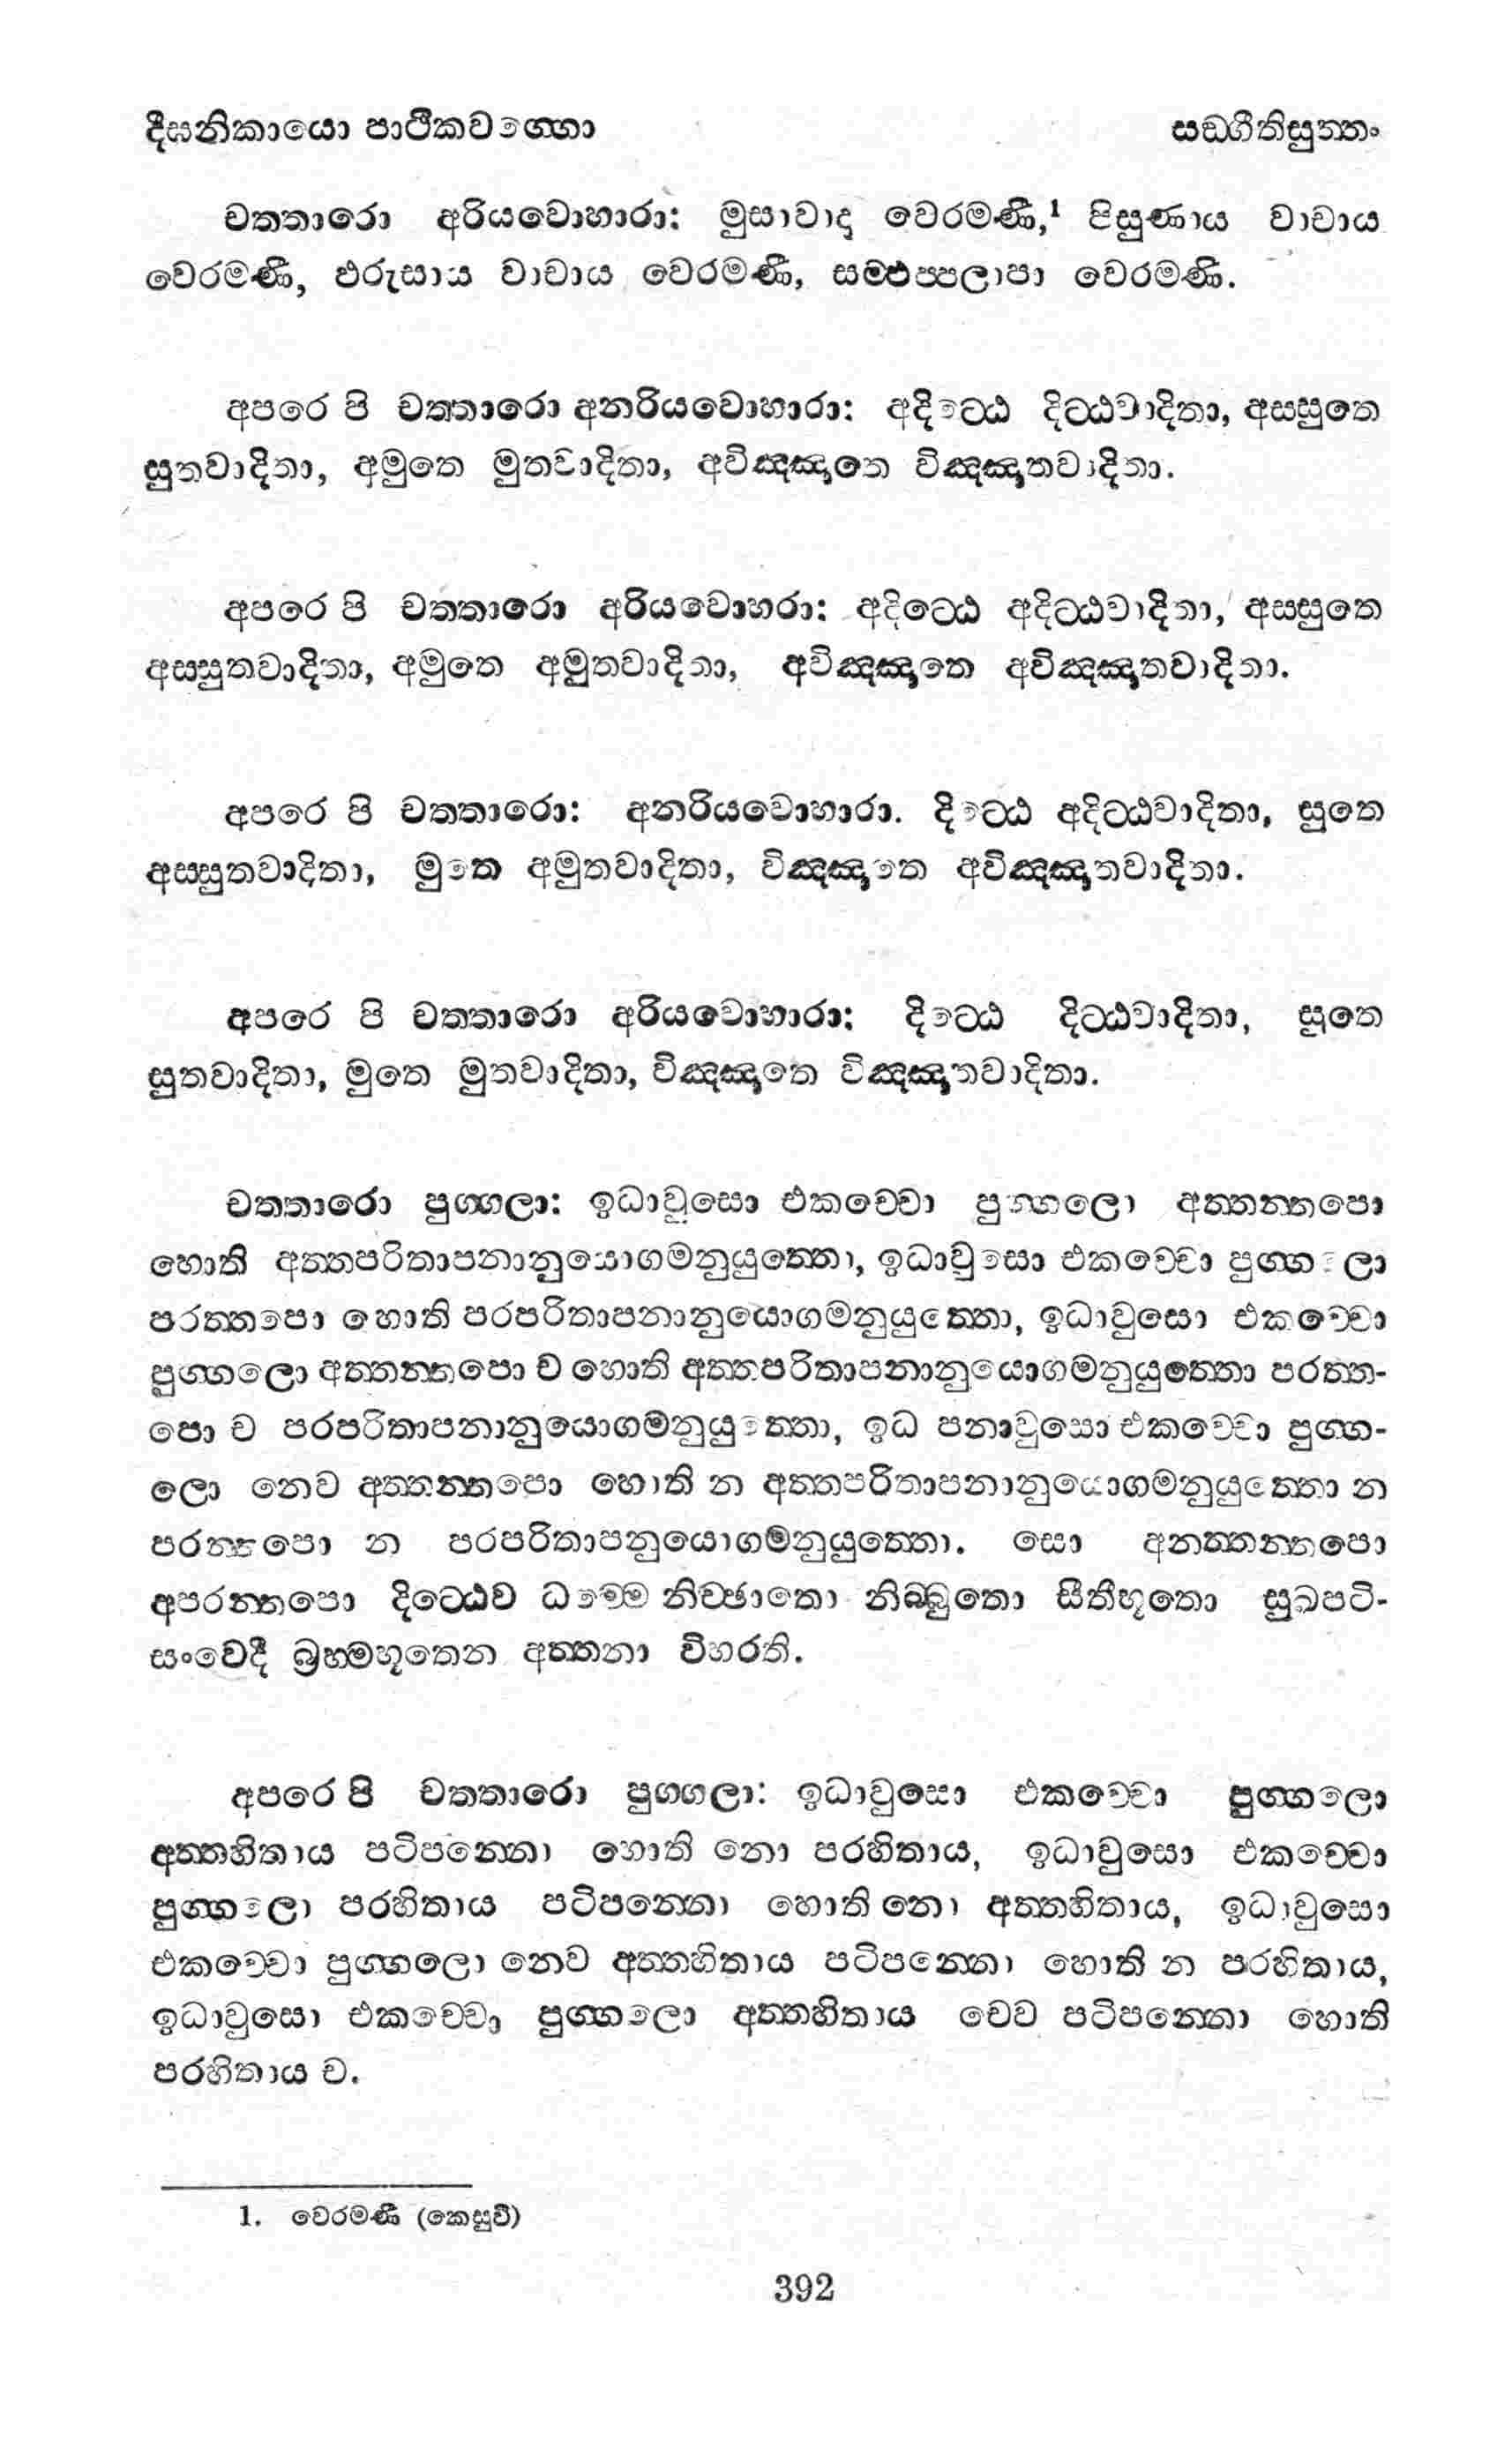 දීඝනිකායො පාථිකවග්ගො සඞ්ගීතිසුත්තං
චත්තාරො අරියවොහාරා: මුසාවාදා වෙරමණී,1 පිසුණාය වාචාය
වෙරමණී, ඵරුසාය වාචාය වෙරමණී, සම්ඵප්පලාපා වෙරමණි.
අපරෙ පි චත්තාරො අනරියවොහාරා: අදිට්ඨෙ දිට්ඨවාදිතා, අස්සුතෙ
සුතවාදිතා, අමුතෙ මුතවාදිතා, අවිඤ්ඤාතෙ විඤ්ඤාතවාදිතා.
අපරෙ පි චත්තාරො අරියවොහරා: අදිට්ඨෙ අදිට්ඨවාදිතා, අස්සුතෙ
අස්සුතවාදිතා, අමුතෙ අමුතවාදිතා, අවිඤ්ඤාතෙ අවිඤ්ඤාතවාදිතා.
අපරෙ පි චත්තාරො: අනරියවොහාරා. දිට්ඨෙ අදිට්ඨවාදිතා, සුතෙ
අස්සුතවාදිතා, මුතෙ අමුතවාදිතා, විඤ්ඤාතෙ අවිඤ්ඤාතවාදිතා.
අපරෙ පි චත්තාරො අරියවොහාරා: දිට්ඨෙ දිට්ඨවාදිතා, සුතෙ
සුතවාදිතා, මුතෙ මුතවාදිතා, විඤ්ඤාතෙ විඤ්ඤාතවාදිතා.
චත්තාරො පුග්ගලා: ඉධාවුසො එකච්චො පුග්ගලො අත්තන්තපො
හොති අත්තපරිතාපනානුයොගමනුයුත්තො, ඉධාවුසො එකච්චො පුග්ගලො
පරත්තපො හොති පරපරිතාපනානුයොගමනුයුත්තො, ඉධාවුසො එකච්චො
පුග්ගලො අත්තන්තපො ච හොති අත්තපරිතාපනානුයොගමනුයුත්තො පරත්ත-
පො ච පරපරිතාපනානුයොගමනුයුත්තො, ඉධ පනාවුසො එකච්චො පුග්ග-
ලො නෙව අත්තන්තපො හොති න අත්තපරිතාපනානුයොගමනුයුත්තො න
පරන්තපො න පරපරිතාපනුයොගමනුයුත්තො. සො අනත්තන්තපො
අපරන්තපො දිට්ඨෙව ධම්මෙ නිච්ඡාතො නිබ්බුතො සීතීභූතො සුඛපටි-
සංවෙදී බ්‍රහ්මභූතෙන අත්තනා විහරති.
අපරෙ පි චත්තාරො පුග්ගලා: ඉධාවුසො එකච්චො පුග්ගලො
අත්තහිතාය පටිපන්නො හොති නො පරහිතාය, ඉධාවුසො එකච්චො
පුග්ගලො පරහිතාය පටිපන්නො හොති නො අත්තහිතාය, ඉධාවුසො
එකච්චො පුග්ගලො නෙව අත්තහිතාය පටිපන්නො හොති න පරහිතාය,
ඉධාවුසො එකච්චො පුග්ගලො අත්තහිතාය චෙව පටිපන්නො හොති
පරහිතාය ච.
1. වෙරමණී (කෙසුචි)
392